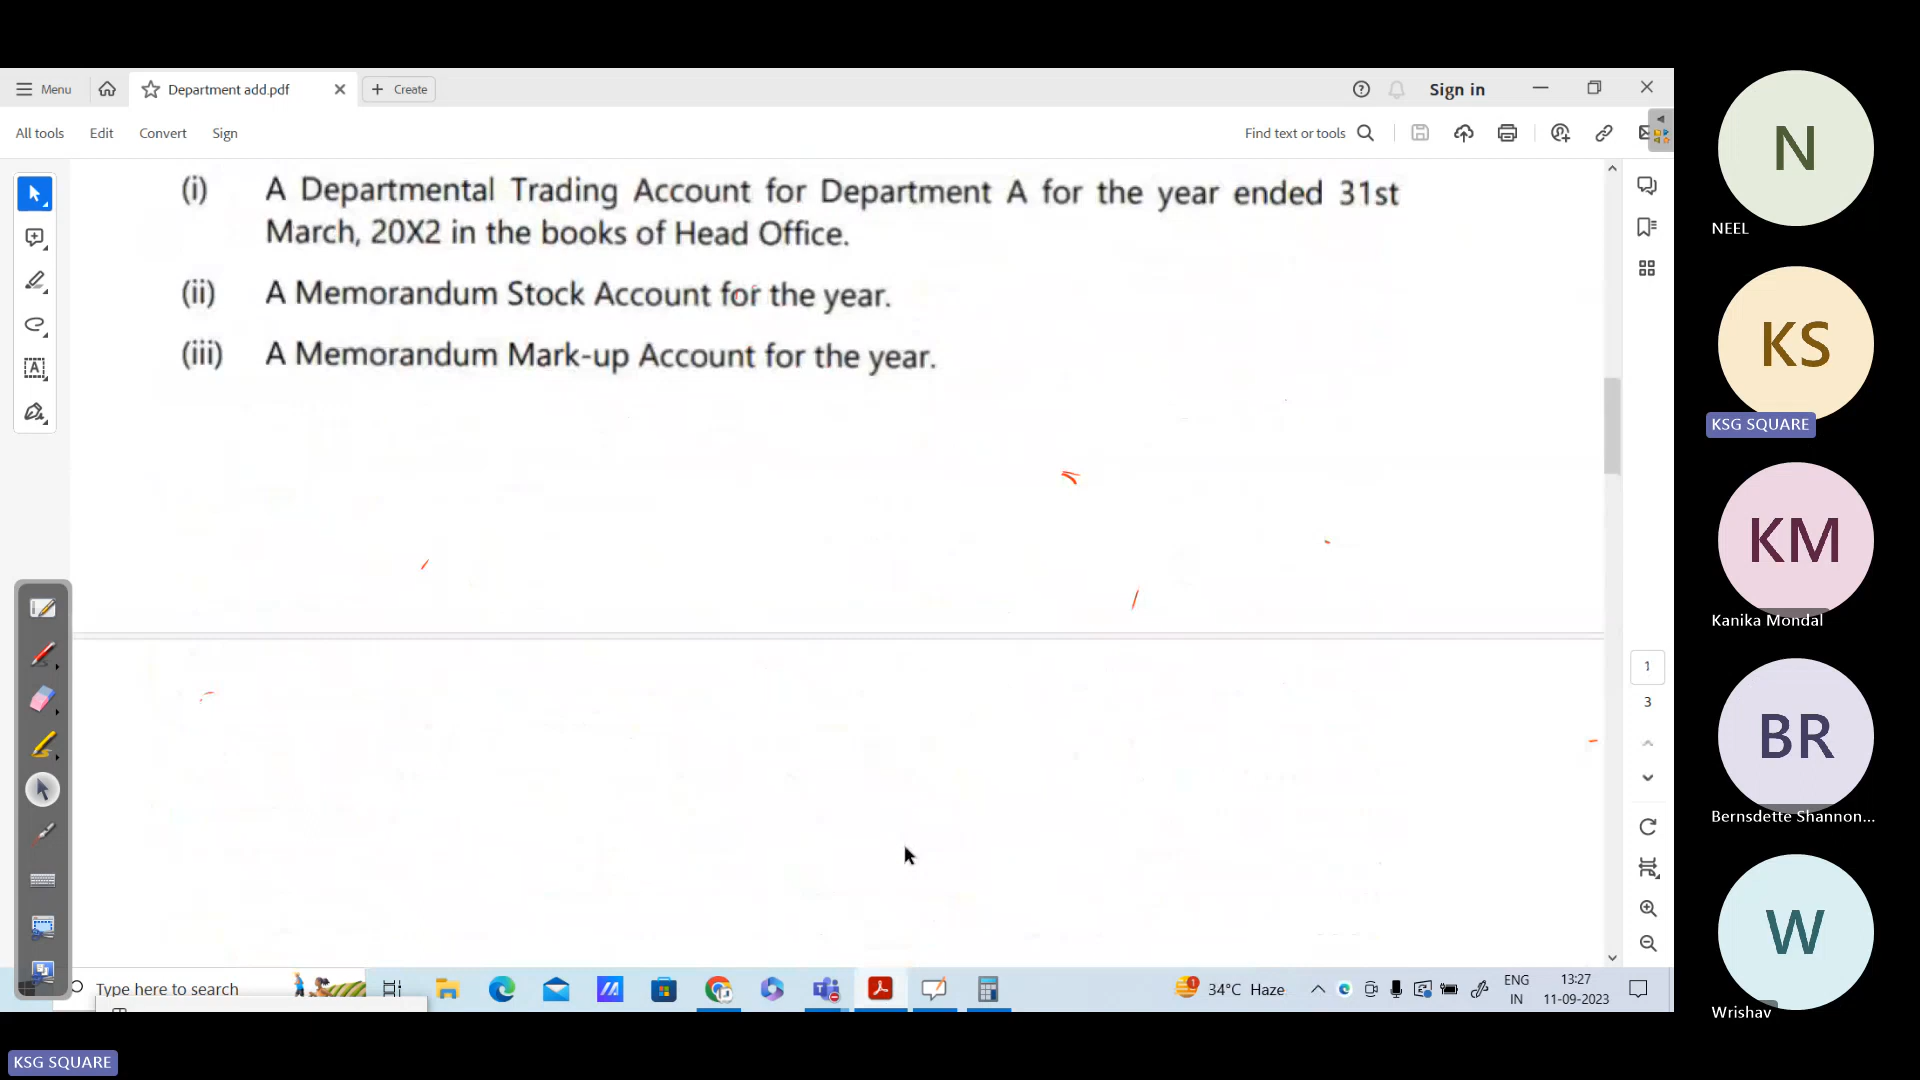 Menu
Department add.pdf
Create
Sign in
All tools
Edit
Convert
Sign
Find text or tools
(i) A Departmental Trading Account for Department A for the year ended 31st
March, 20X2 in the books of Head Office.
(ii) A Memorandum Stock Account for the year.
(iii) A Memorandum Mark-up Account for the year.
1
3
Type here to search
34°C Haze
ENG
IN
13:27
11-09-2023
N
NEEL
KS
KSG SQUARE
KM
Kanika Mondal
BR
Bernsdette Shannon...
W
Wrishav
KSG SQUARE